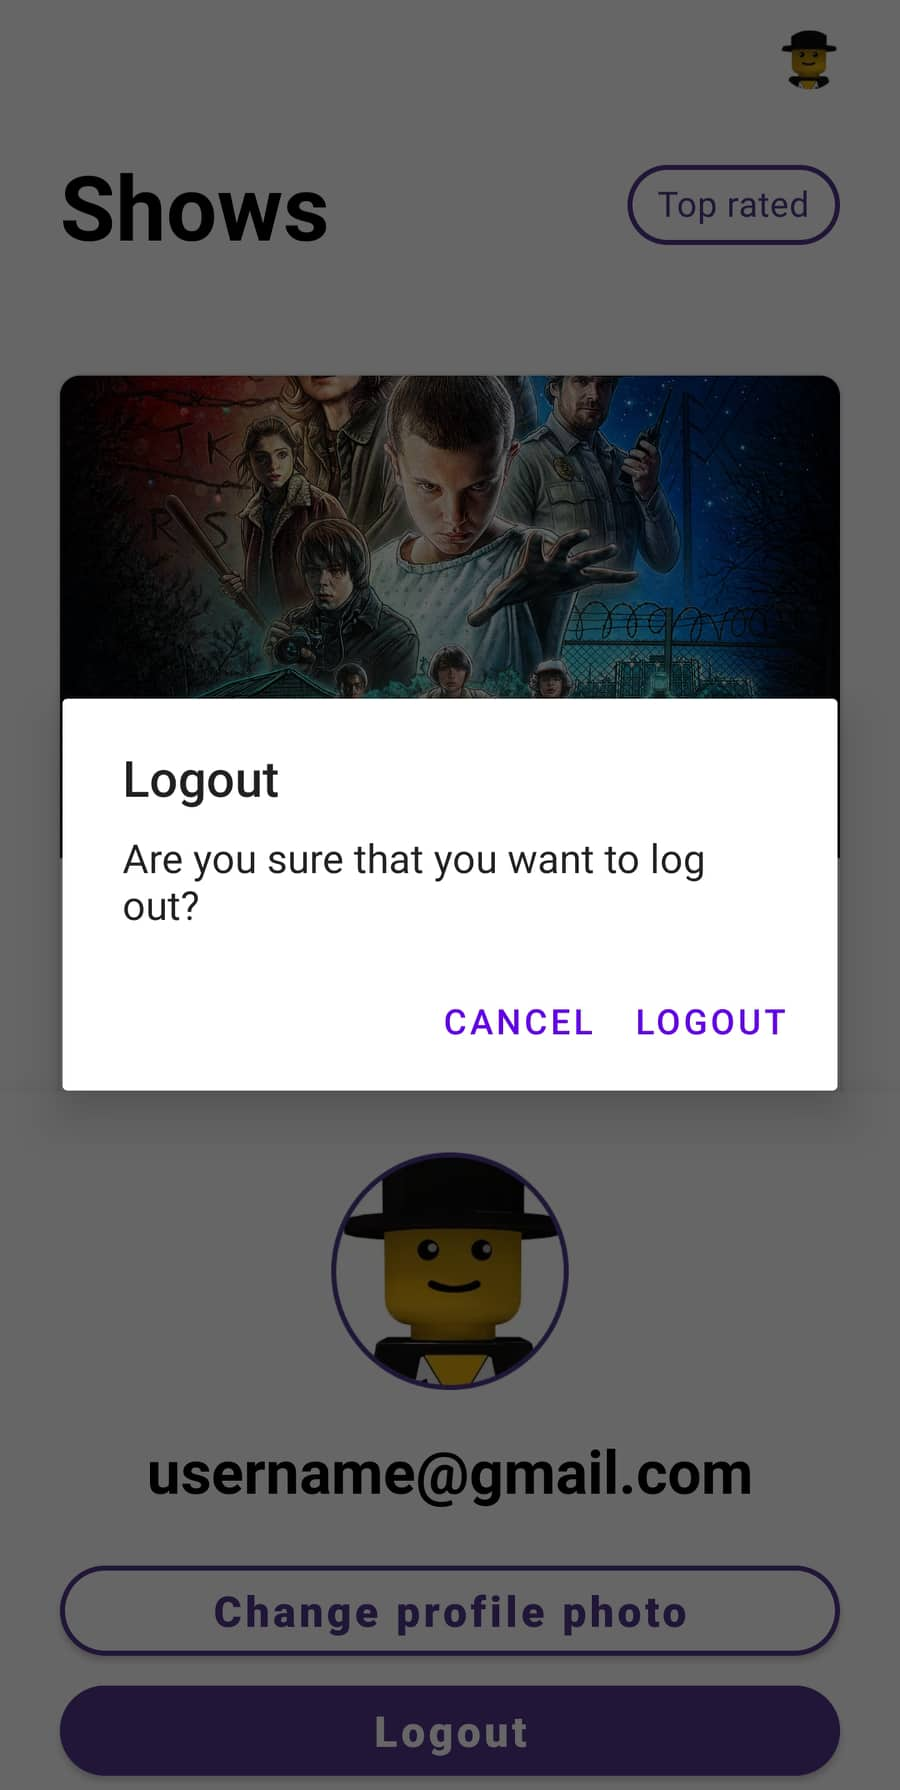 Shows
Top rated
J K
R S
Logout
Are you sure that you want to log
out?
CANCEL LOGOUT
username@gmail.com
Change profile photo
Logout